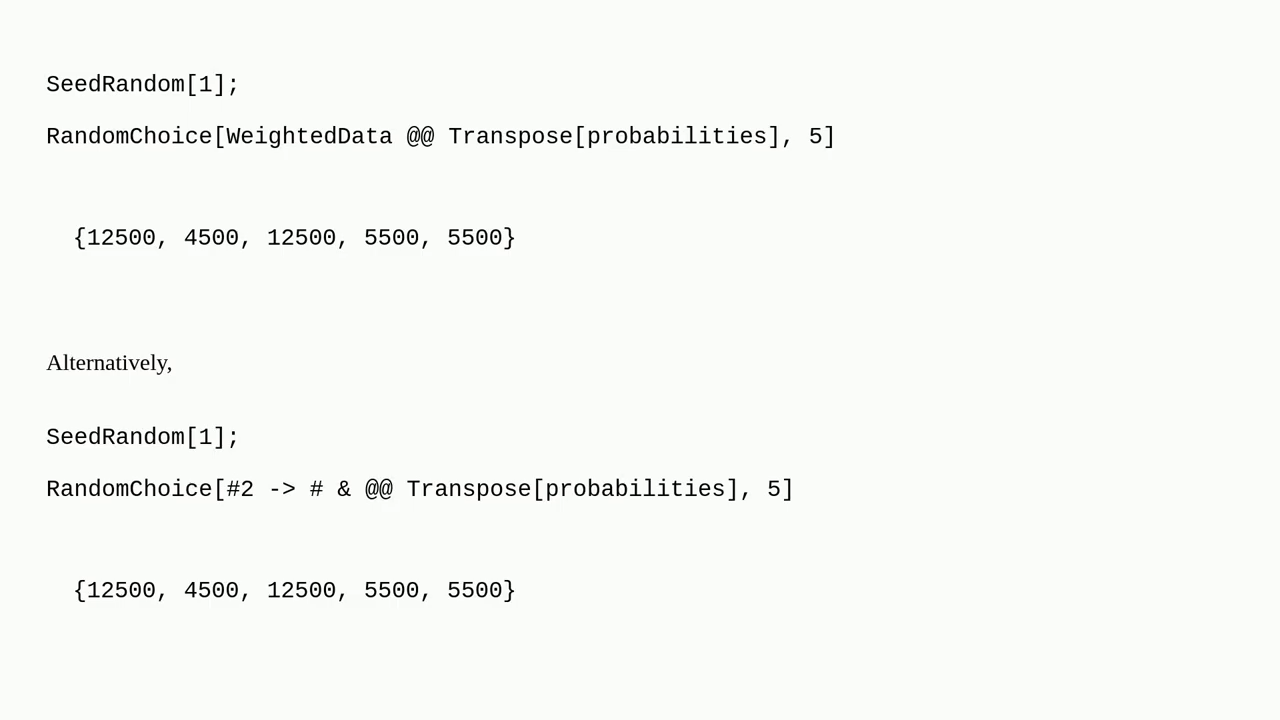 SeedRandom[1];
RandomChoice[WeightedData @@ Transpose[probabilities], 5]
{12500, 4500, 12500, 5500, 5500}
Alternatively,
SeedRandom[1];
RandomChoice[#2 -> # & @@ Transpose[probabilities], 5]
{12500, 4500, 12500, 5500, 5500}